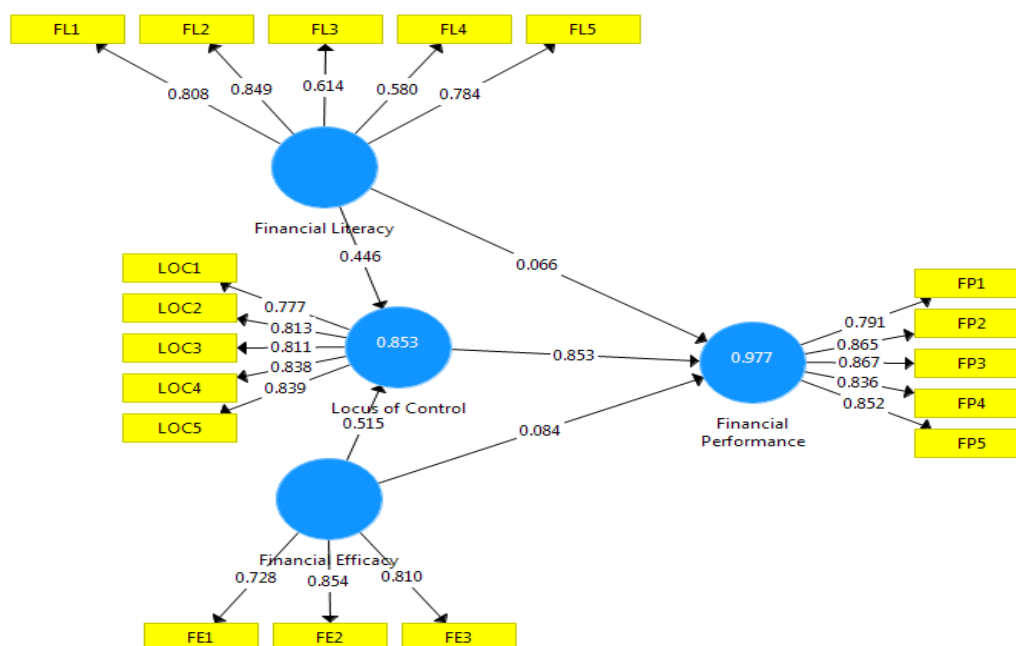 FL1
FL2
FL3
FL4
FL5
0.808
0.849
0.614
0.580
0.784
Financial Literacy
0.446
0.066
LOC1
LOC2
LOC3
LOC4
LOC5
0.777
0.813
0.811
0.838
0.839
0.853
Locus of Control
0.853
0.977
Financial
Performance
0.791
0.865
0.867
0.836
0.852
FP1
FP2
FP3
FP4
FP5
0.515
0.084
Financial Efficacy
0.728
0.854
0.810
FE1
FE2
FE3